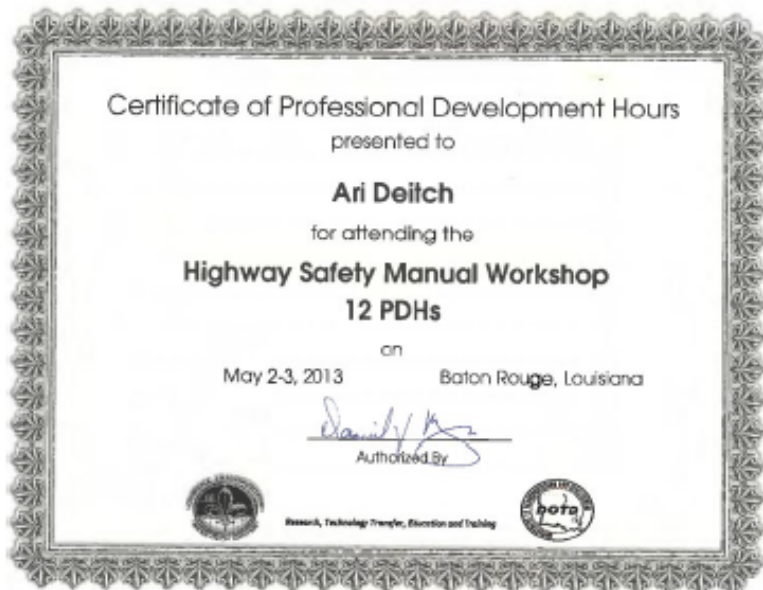 Certificate of Professional Development Hours
presented to
Ari Deitch
for attending the
Highway Safety Manual Workshop
12 PDHs
on
May 2-3, 2013 Baton Rouge, Louisiana
Authorized By
Research, Technology Transfer, Education and Training
DOTD